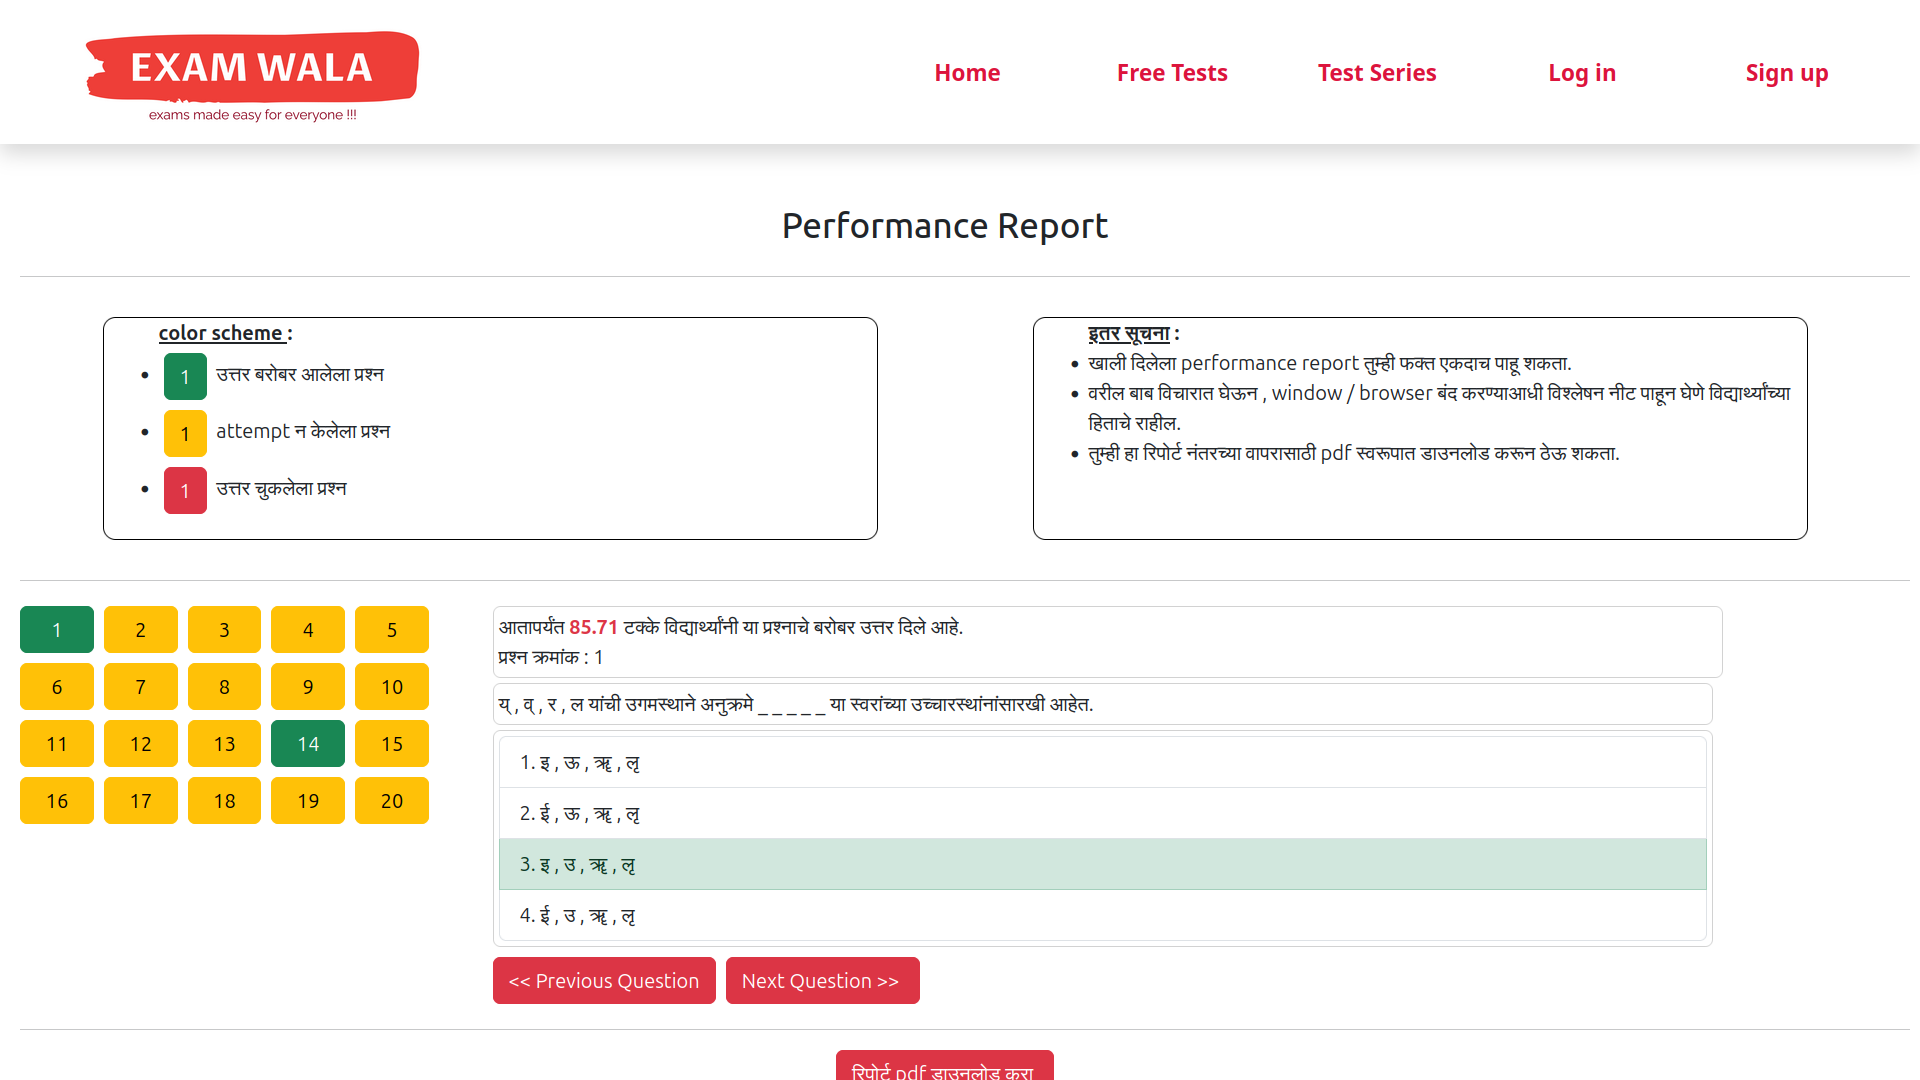 EXAM WALA
exams made easy for everyone !!!
Home
Free Tests
Test Series
Log in
Sign up
Performance Report
color scheme :
1 उत्तर बरोबर आलेला प्रश्न
1 attempt न केलेला प्रश्न
1 उत्तर चुकलेला प्रश्न
इतर सूचना :
खाली दिलेला performance report तुम्ही फक्त एकदाच पाहू शकता.
वरील बाब विचारात घेऊन , window / browser बंद करण्याआधी विश्लेषन नीट पाहून घेणे विद्यार्थ्यांच्या
हिताचे राहील.
तुम्ही हा रिपोर्ट नंतरच्या वापरासाठी pdf स्वरूपात डाउनलोड करून ठेऊ शकता.
1 2 3 4 5
6 7 8 9 10
11 12 13 14 15
16 17 18 19 20
आतापर्यंत 85.71 टक्के विद्यार्थ्यांनी या प्रश्नाचे बरोबर उत्तर दिले आहे.
प्रश्न क्रमांक : 1
य् , व् , र , ल यांची उगमस्थाने अनुक्रमे _ _ _ _ _ या स्वरांच्या उच्चारस्थांनांसारखी आहेत.
1. इ , ऊ , ॠ , लृ
2. ई , ऊ , ॠ , लृ
3. इ , उ , ॠ , लृ
4. ई , उ , ॠ , लृ
<< Previous Question
Next Question >>
रिपोर्ट pdf डाउनलोड करा